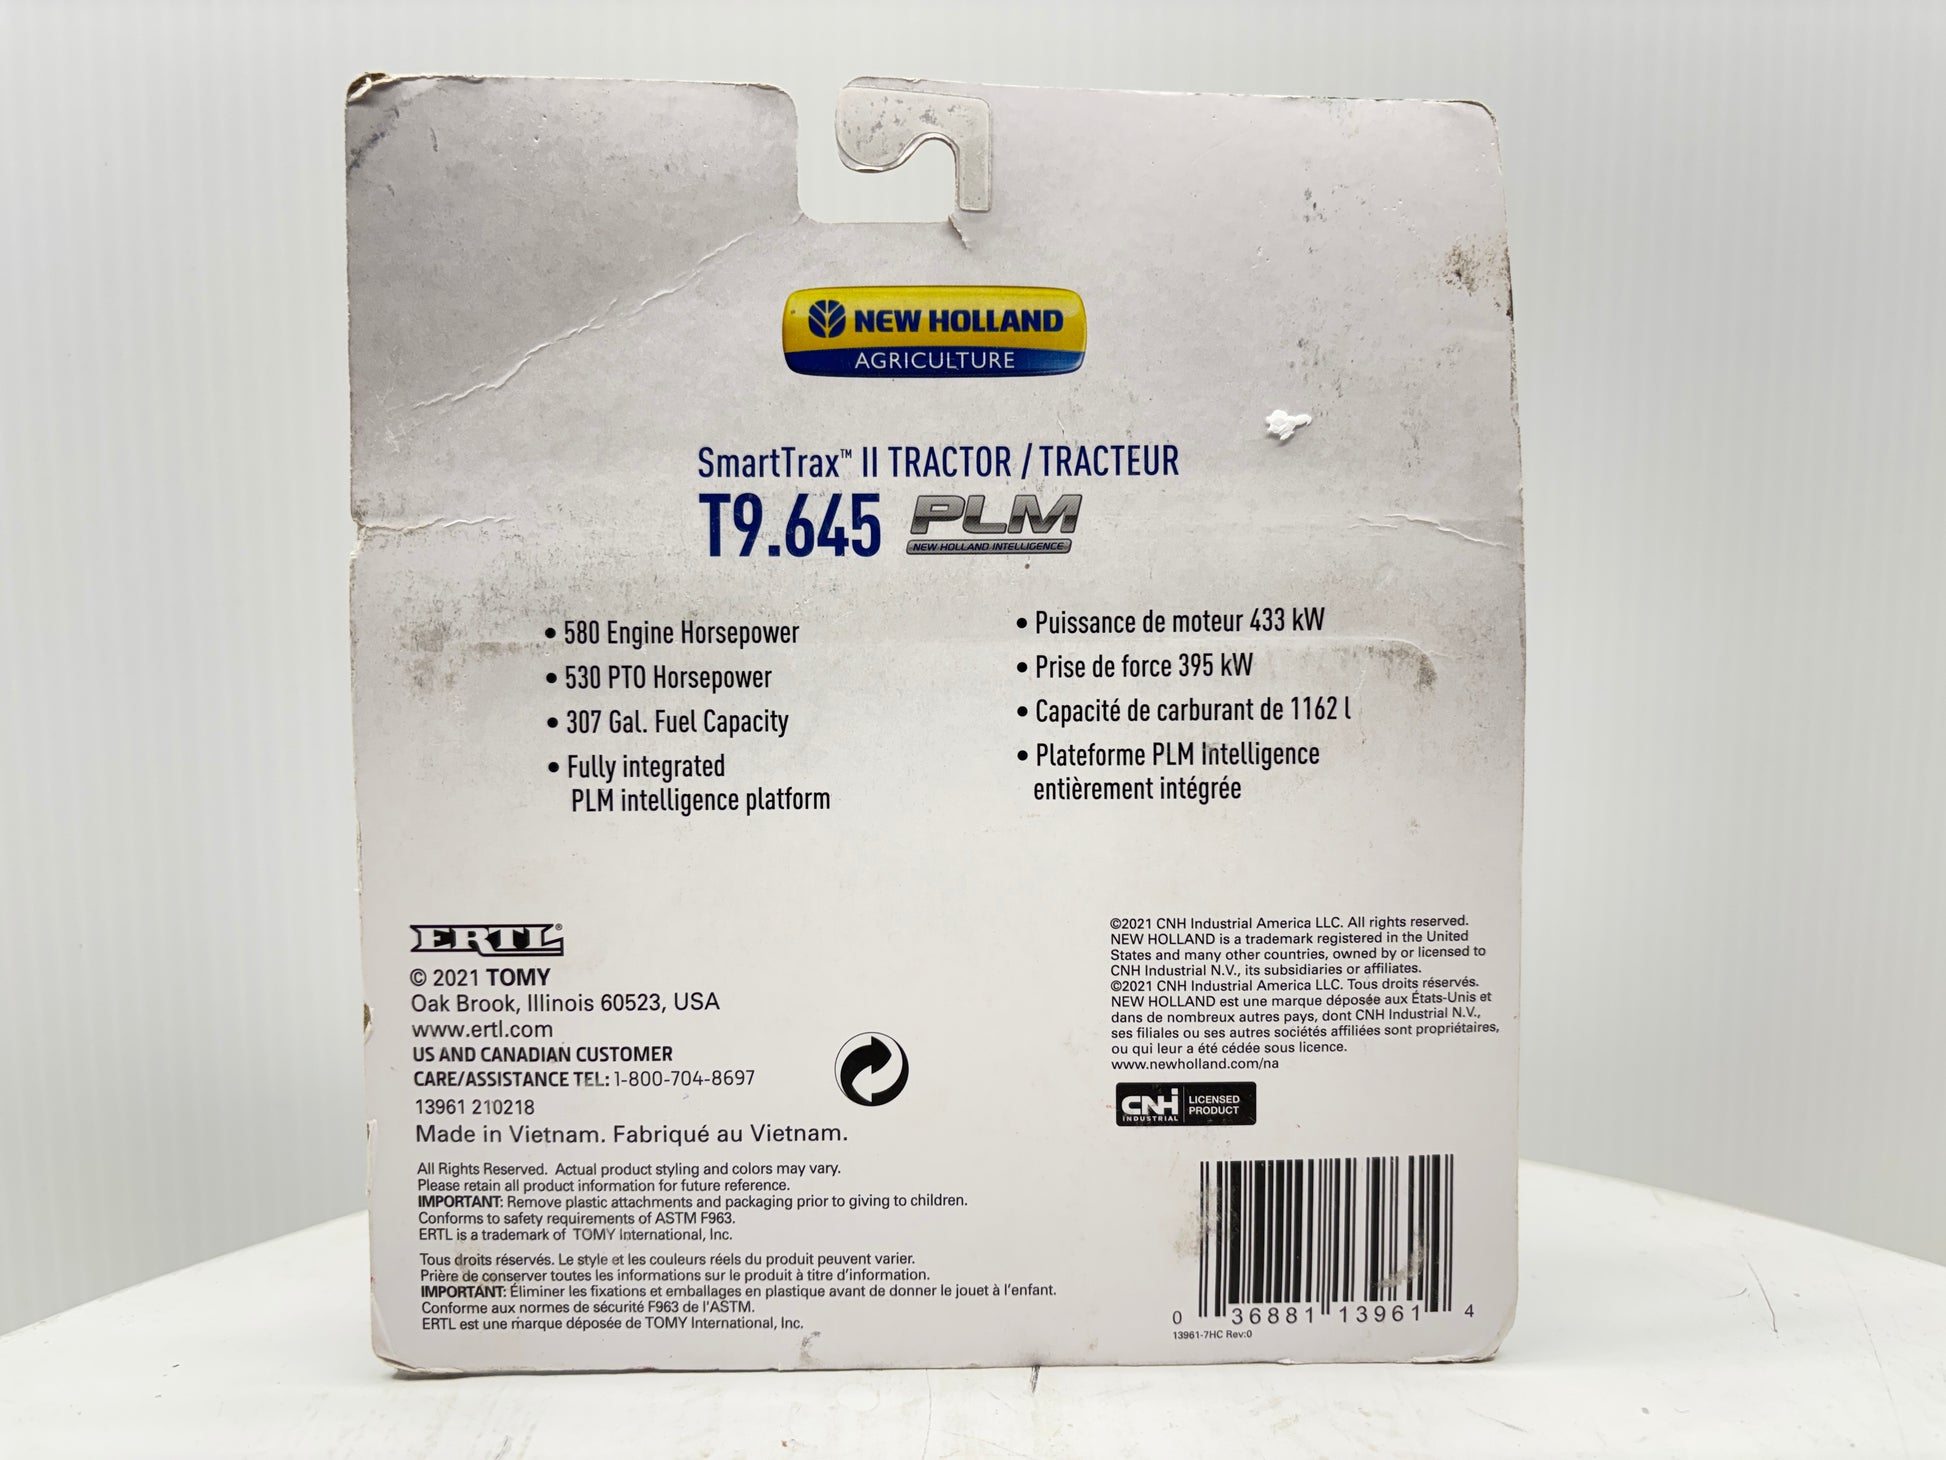 NEW HOLLAND
AGRICULTURE
SmartTrax™ II TRACTOR / TRACTEUR
T9.645 PLM
NEW HOLLAND INTELLIGENCE
• 580 Engine Horsepower
• 530 PTO Horsepower
• 307 Gal. Fuel Capacity
• Fully integrated
PLM intelligence platform
• Puissance de moteur 433 kW
• Prise de force 395 kW
• Capacité de carburant de 1162 l
• Plateforme PLM Intelligence
entièrement intégrée
ERTL®
© 2021 TOMY
Oak Brook, Illinois 60523, USA
www.ertl.com
US AND CANADIAN CUSTOMER
CARE/ASSISTANCE TEL: 1-800-704-8697
13961 210218
Made in Vietnam. Fabriqué au Vietnam.
All Rights Reserved. Actual product styling and colors may vary.
Please retain all product information for future reference.
IMPORTANT: Remove plastic attachments and packaging prior to giving to children.
Conforms to safety requirements of ASTM F963.
ERTL is a trademark of TOMY International, Inc.
Tous droits réservés. Le style et les couleurs réels du produit peuvent varier.
Prière de conserver toutes les informations sur le produit à titre d'information.
IMPORTANT: Éliminer les fixations et emballages en plastique avant de donner le jouet à l'enfant.
Conforme aux normes de sécurité F963 de l'ASTM.
ERTL est une marque déposée de TOMY International, Inc.
©2021 CNH Industrial America LLC. All rights reserved.
NEW HOLLAND is a trademark registered in the United
States and many other countries, owned by or licensed to
CNH Industrial N.V., its subsidiaries or affiliates.
©2021 CNH Industrial America LLC. Tous droits réservés.
NEW HOLLAND est une marque déposée aux États-Unis et
dans de nombreux autres pays, dont CNH Industrial N.V.,
ses filiales ou ses autres sociétés affiliées sont propriétaires,
ou qui leur a été cédée sous licence.
www.newholland.com/na
CNH INDUSTRIAL LICENSED PRODUCT
0 36881 13961 4
13961-7HC Rev:0